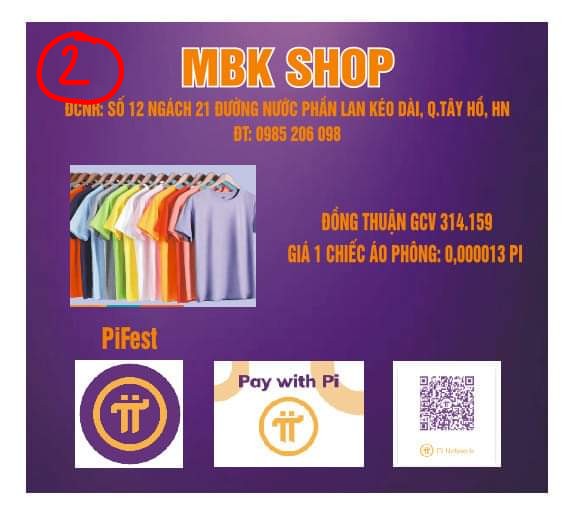 2
MBK SHOP
ĐCNH: SỐ 12 NGÁCH 21 ĐƯỜNG NƯỚC PHẦN LAN KÉO DÀI, Q.TÂY HỒ, HN
ĐT: 0985 206 098
ĐỒNG THUẬN GCV 314.159
GIÁ 1 CHIẾC ÁO PHÔNG: 0,000013 PI
PiFest
Pay with Pi
Pi Network